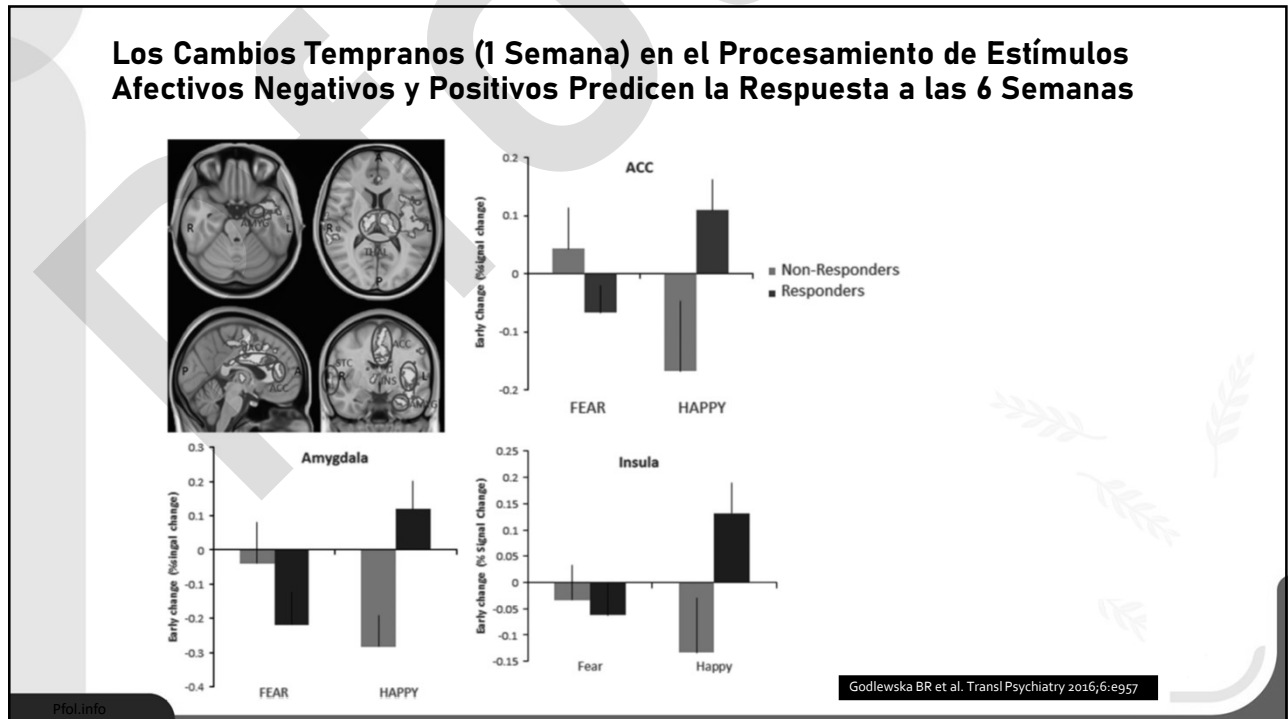 Los Cambios Tempranos (1 Semana) en el Procesamiento de Estímulos
Afectivos Negativos y Positivos Predicen la Respuesta a las 6 Semanas
A
R
AMYG
L
R
THAL
L
P
P
ACC
A
STC
R
ACC
INS
L
ACC
Early Change (%signal change)
0.2
0.1
0
-0.1
-0.2
FEAR
HAPPY
Non-Responders
Responders
Amygdala
Early change (%singal change)
0.3
0.2
0.1
0
-0.1
-0.2
-0.3
-0.4
FEAR
HAPPY
Insula
Early change (% Signal change)
0.25
0.2
0.15
0.1
0.05
0
-0.05
-0.1
-0.15
Fear
Happy
Godlewska BR et al. Transl Psychiatry 2016;6:e957
Pfol.info